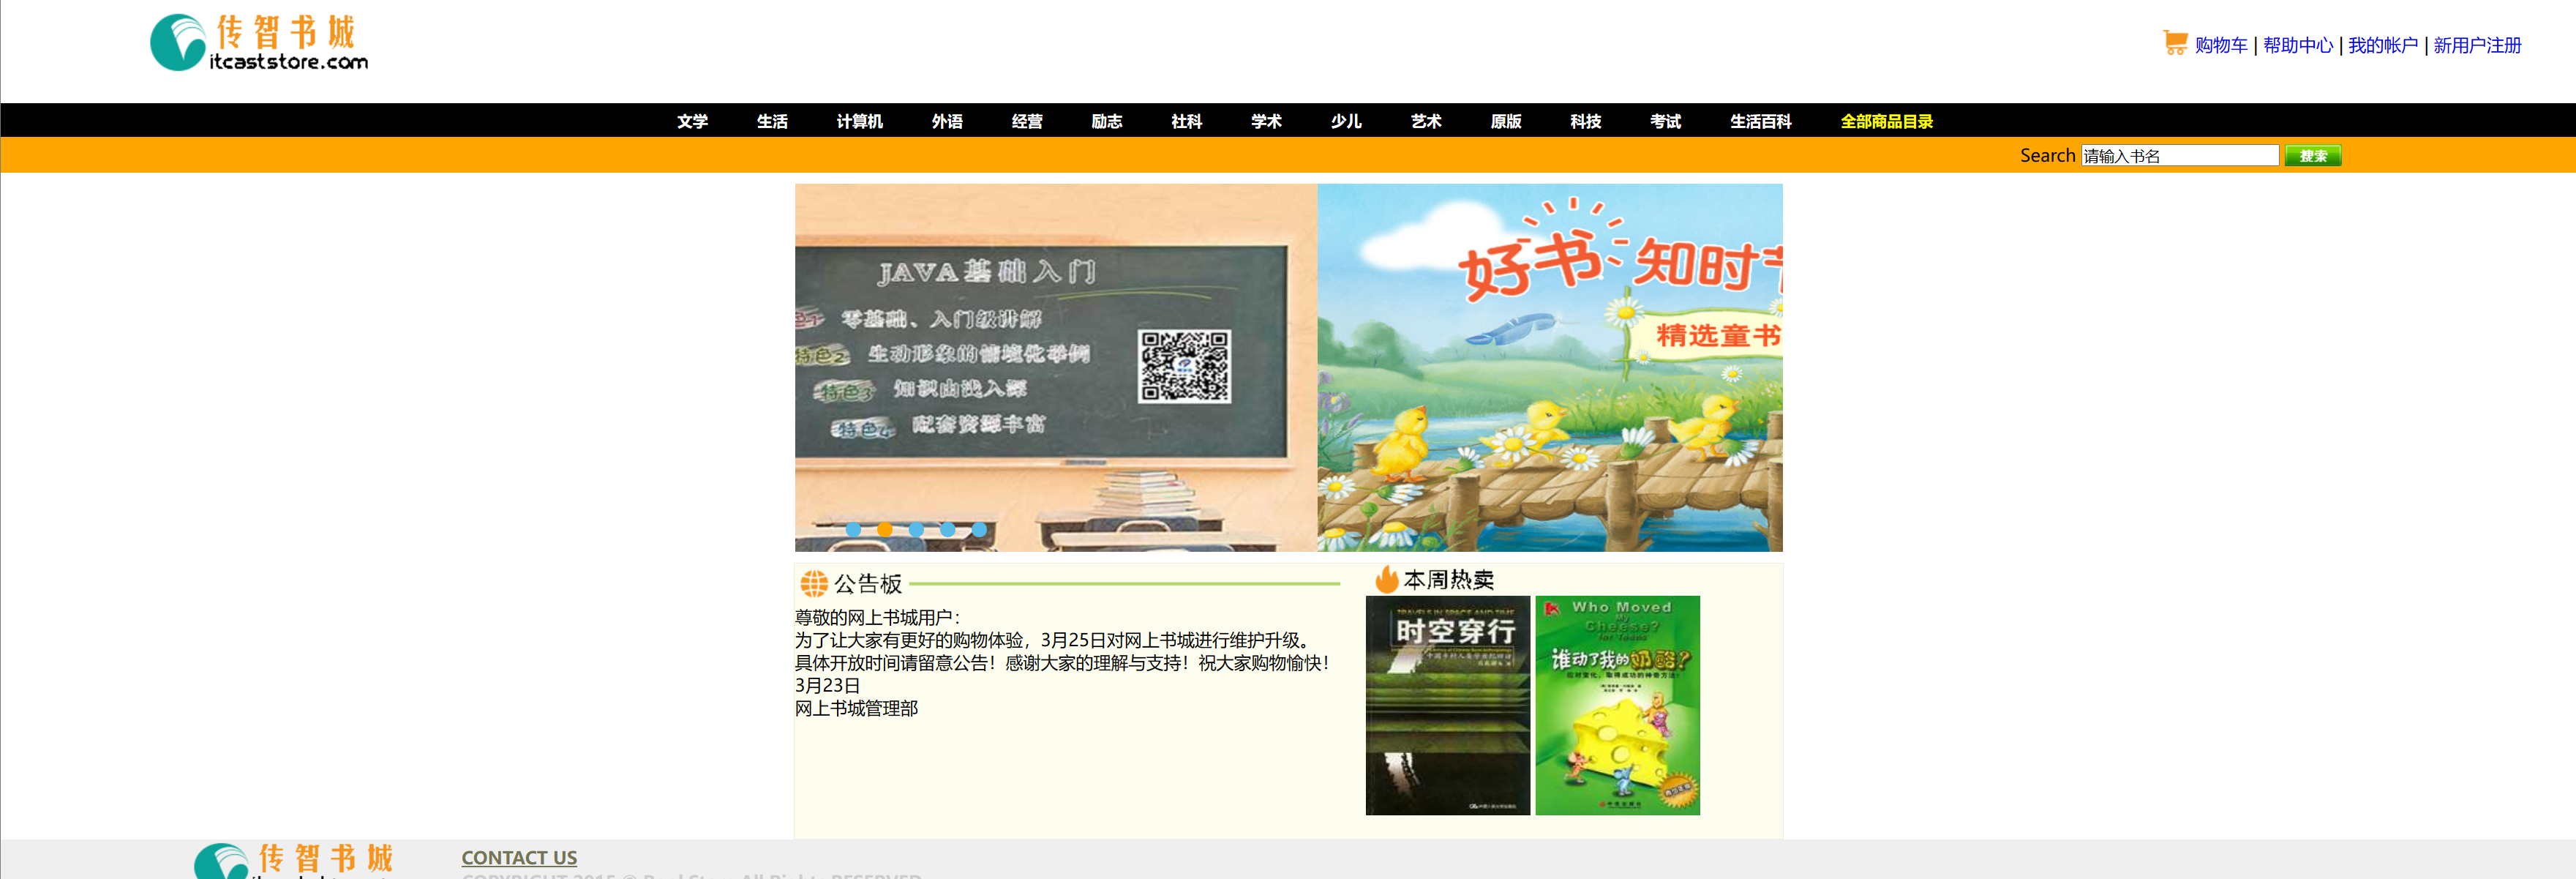 传智书城
itcaststore.com
购物车 | 帮助中心 | 我的帐户 | 新用户注册
文学 生活 计算机 外语 经营 励志 社科 学术 少儿 艺术 原版 科技 考试 生活百科 全部商品目录
Search 请输入书名 搜索
JAVA基础入门
零基础、入门级讲解
特色2 生动形象的情境化举例
特色3 知识由浅入深
特色4 配套资源丰富
好书 知时节
精选童书
公告板
尊敬的网上书城用户：
为了让大家有更好的购物体验，3月25日对网上书城进行维护升级。
具体开放时间请留意公告！感谢大家的理解与支持！祝大家购物愉快！
3月23日
网上书城管理部
本周热卖
TRAVELS IN SPACE AND TIME
时空穿行
Who Moved
My
Cheese?
for Teens
谁动了我的奶酪？
传智书城
CONTACT US
COPYRIGHT 2015 © BookStore All Rights RESERVED